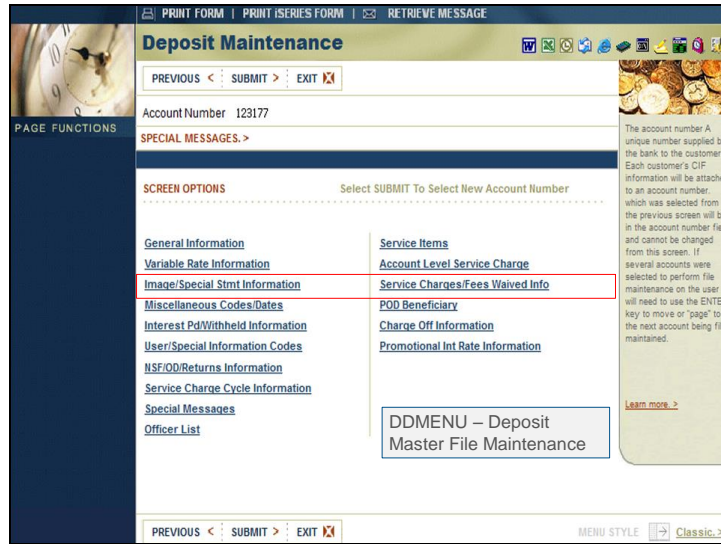 PRINT FORM | PRINT iSERIES FORM | RETRIEVE MESSAGE
Deposit Maintenance
PREVIOUS < SUBMIT > EXIT
Account Number 123177
PAGE FUNCTIONS
SPECIAL MESSAGES. >
SCREEN OPTIONS Select SUBMIT To Select New Account Number
General Information
Variable Rate Information
Image/Special Stmt Information
Miscellaneous Codes/Dates
Interest Pd/Withheld Information
User/Special Information Codes
NSF/OD/Returns Information
Service Charge Cycle Information
Special Messages
Officer List
Service Items
Account Level Service Charge
Service Charges/Fees Waived Info
POD Beneficiary
Charge Off Information
Promotional Int Rate Information
DDMENU – Deposit
Master File Maintenance
The account number A
unique number supplied b
the bank to the customer
Each customer's CIF
information will be attache
to an account number.
which was selected from
the previous screen will b
in the account number fie
and cannot be changed
from this screen. If
several accounts were
selected to perform file
maintenance on the user
will need to use the ENTE
key to move or "page" to
the next account being fil
maintained.
Learn more. >
PREVIOUS < SUBMIT > EXIT
MENU STYLE Classic. >